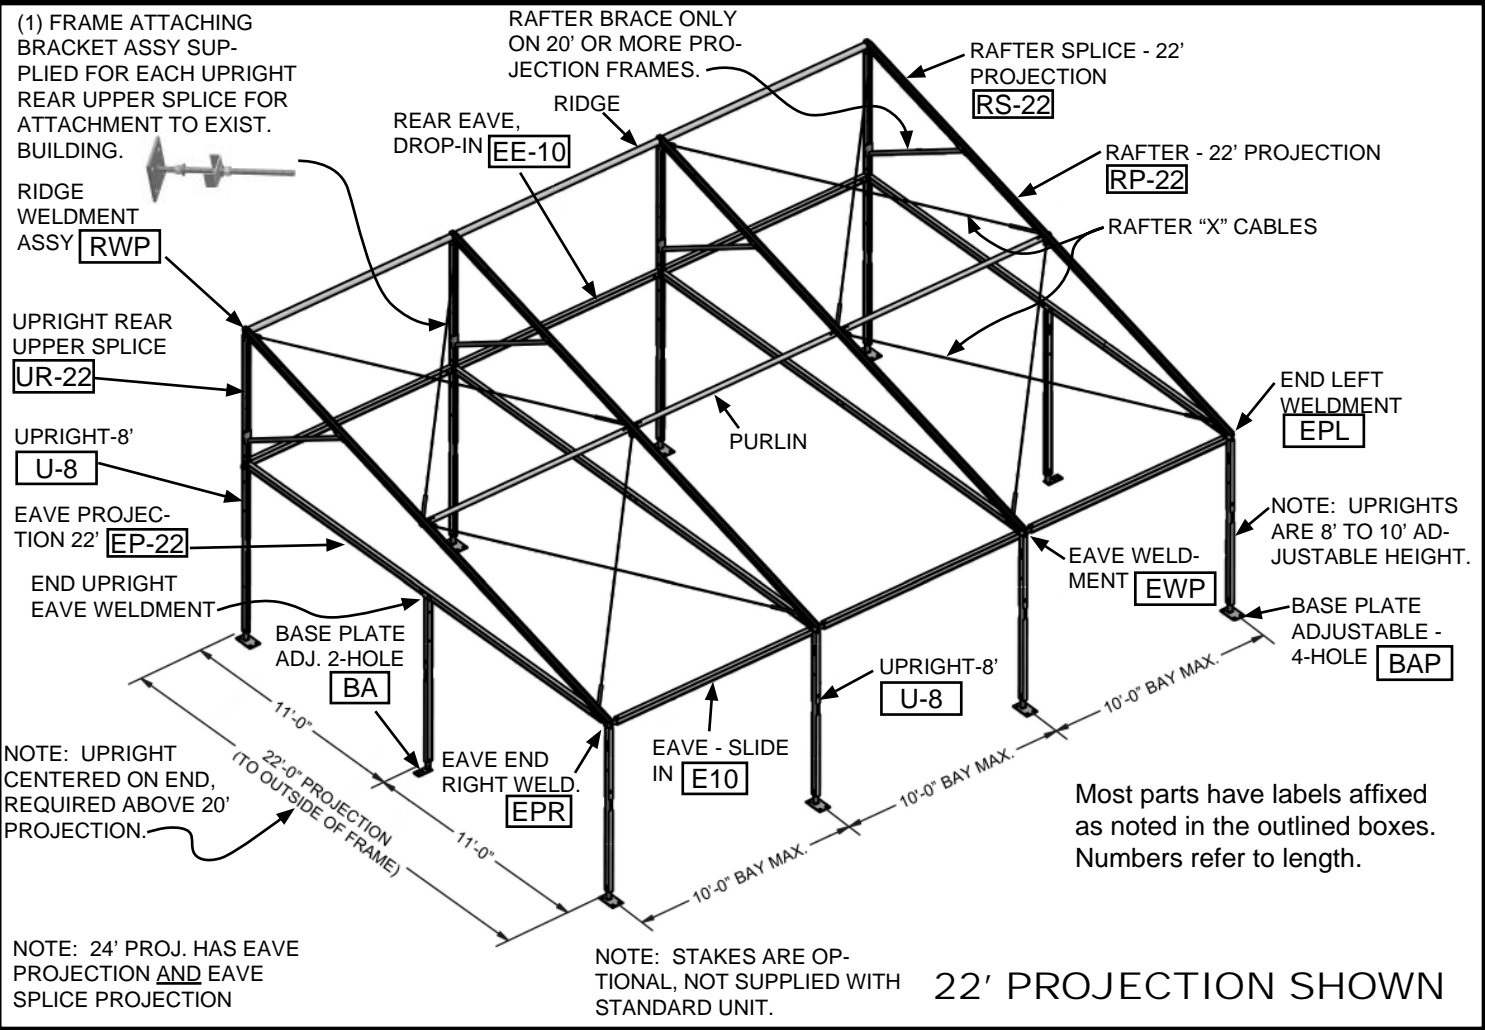 (1) FRAME ATTACHING
BRACKET ASSY SUP-
PLIED FOR EACH UPRIGHT
REAR UPPER SPLICE FOR
ATTACHMENT TO EXIST.
BUILDING.
RAFTER BRACE ONLY
ON 20' OR MORE PRO-
JECTION FRAMES.
RAFTER SPLICE - 22'
PROJECTION
RS-22
RIDGE
REAR EAVE,
DROP-IN EE-10
RAFTER - 22' PROJECTION
RP-22
RIDGE
WELDMENT
ASSY RWP
RAFTER “X” CABLES
UPRIGHT REAR
UPPER SPLICE
UR-22
END LEFT
WELDMENT
EPL
UPRIGHT-8'
U-8
PURLIN
EAVE PROJEC-
TION 22' EP-22
NOTE: UPRIGHTS
ARE 8' TO 10' AD-
JUSTABLE HEIGHT.
END UPRIGHT
EAVE WELDMENT
EAVE WELD-
MENT EWP
BASE PLATE
ADJUSTABLE -
4-HOLE BAP
BASE PLATE
ADJ. 2-HOLE
BA
UPRIGHT-8'
U-8
11'-0"
22'-0" PROJECTION
(TO OUTSIDE OF FRAME)
11'-0"
10'-0" BAY MAX.
10'-0" BAY MAX.
10'-0" BAY MAX.
NOTE: UPRIGHT
CENTERED ON END,
REQUIRED ABOVE 20'
PROJECTION.
EAVE END
RIGHT WELD.
EPR
EAVE - SLIDE
IN E10
Most parts have labels affixed
as noted in the outlined boxes.
Numbers refer to length.
NOTE: 24' PROJ. HAS EAVE
PROJECTION AND EAVE
SPLICE PROJECTION
NOTE: STAKES ARE OP-
TIONAL, NOT SUPPLIED WITH
STANDARD UNIT.
22' PROJECTION SHOWN